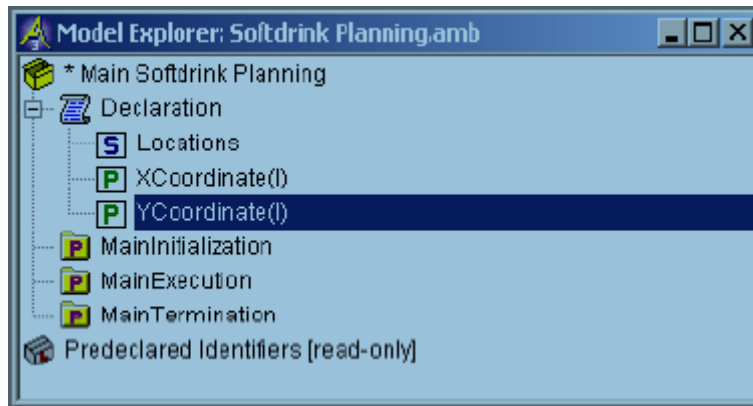 Model Explorer: Softdrink Planning.amb
* Main Softdrink Planning
Declaration
S Locations
P XCoordinate(l)
P YCoordinate(l)
P MainInitialization
P MainExecution
P MainTermination
Predeclared Identifiers [read-only]